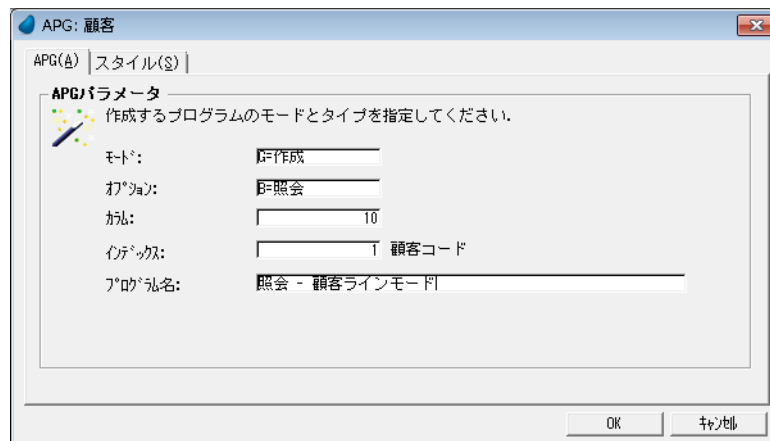 APG: 顧客
APG(A) スタイル(S)
APGパラメータ
作成するプログラムのモードとタイプを指定してください.
ﾓｰﾄﾞ: G=作成
ｵﾌﾟｼｮﾝ: B=照会
ｶﾗﾑ: 10
ｲﾝﾃﾞｯｸｽ: 1 顧客コード
ﾌﾟﾛｸﾞﾗﾑ名: 照会 - 顧客ラインモード
OK ｷｬﾝｾﾙ